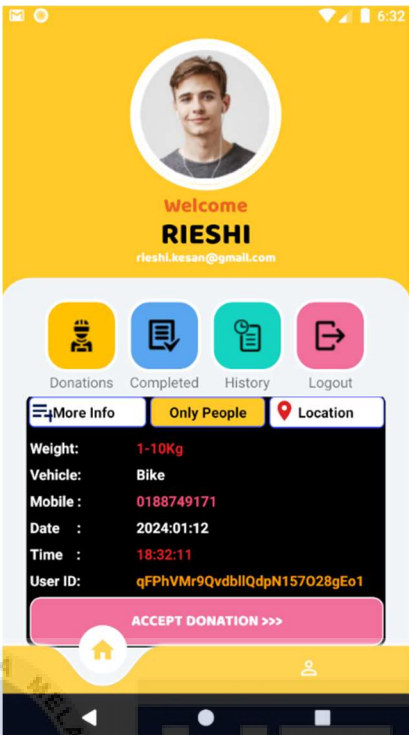 6:32
Welcome
RIESHI
rieshi.kesan@gmail.com
Donations Completed History Logout
More Info Only People Location
Weight: 1-10Kg
Vehicle: Bike
Mobile : 0188749171
Date : 2024:01:12
Time : 18:32:11
User ID: qFPhVMr9QvdbllQdpN157O28gEo1
ACCEPT DONATION >>>